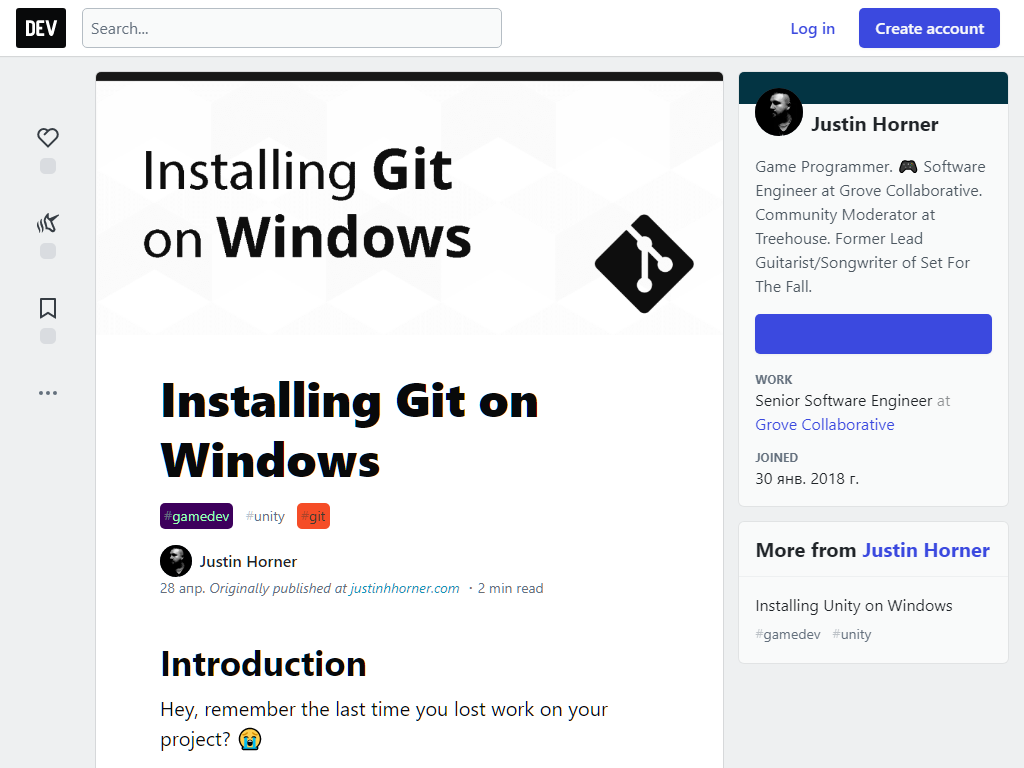 DEV
Search...
Log in
Create account
Installing Git
on Windows
Installing Git on
Windows
#gamedev #unity #git
Justin Horner
28 апр. Originally published at justinhhorner.com ・2 min read
Introduction
Hey, remember the last time you lost work on your
project? 😭
Justin Horner
Game Programmer. 🎮 Software
Engineer at Grove Collaborative.
Community Moderator at
Treehouse. Former Lead
Guitarist/Songwriter of Set For
The Fall.
WORK
Senior Software Engineer at
Grove Collaborative
JOINED
30 янв. 2018 г.
More from Justin Horner
Installing Unity on Windows
#gamedev #unity